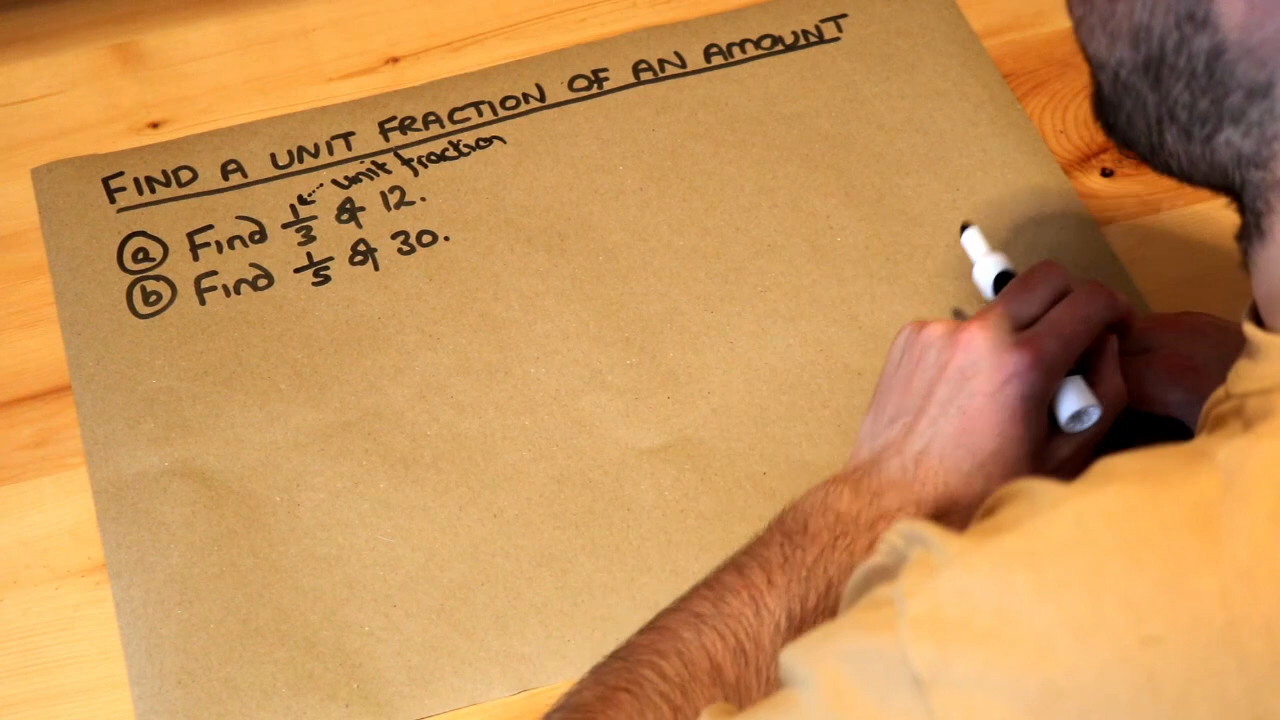 FIND A UNIT FRACTION OF AN AMOUNT
unit fraction
(a) Find 1/3 of 12.
(b) Find 1/5 of 30.